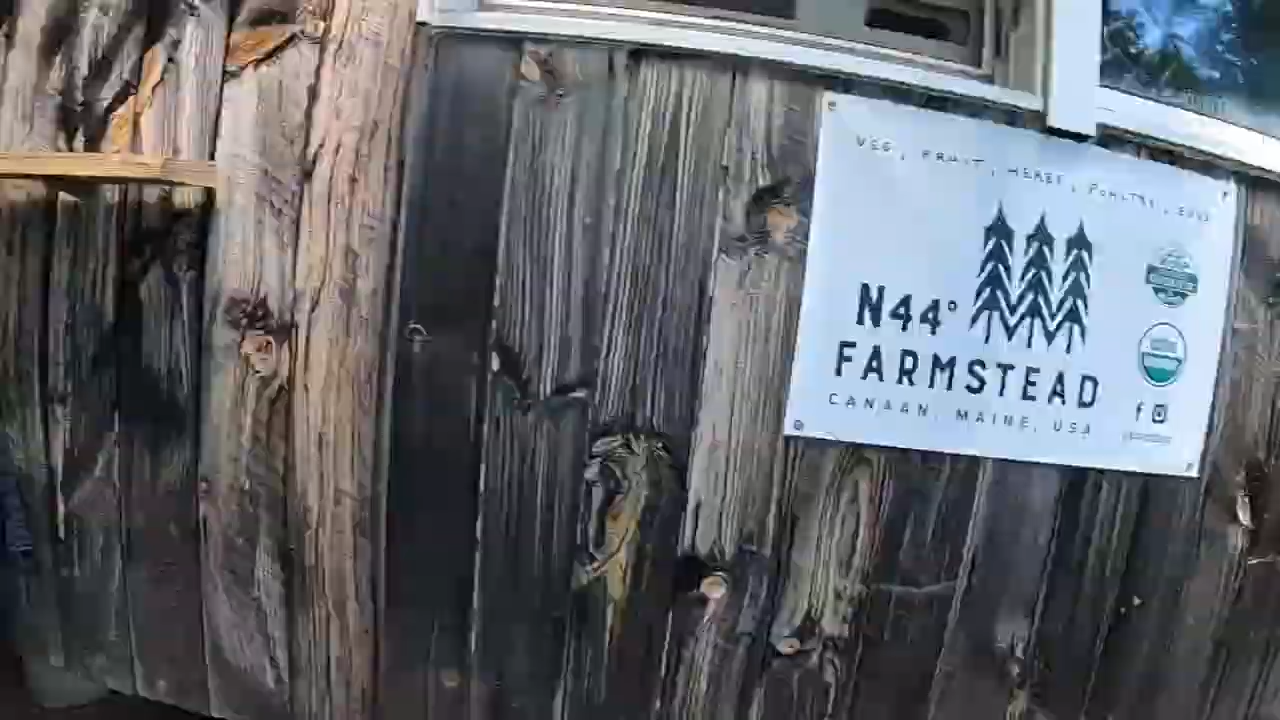 VEG, FRUIT, HERBS, POULTRY, EGGS
N44°
FARMSTEAD
CANAAN, MAINE, USA